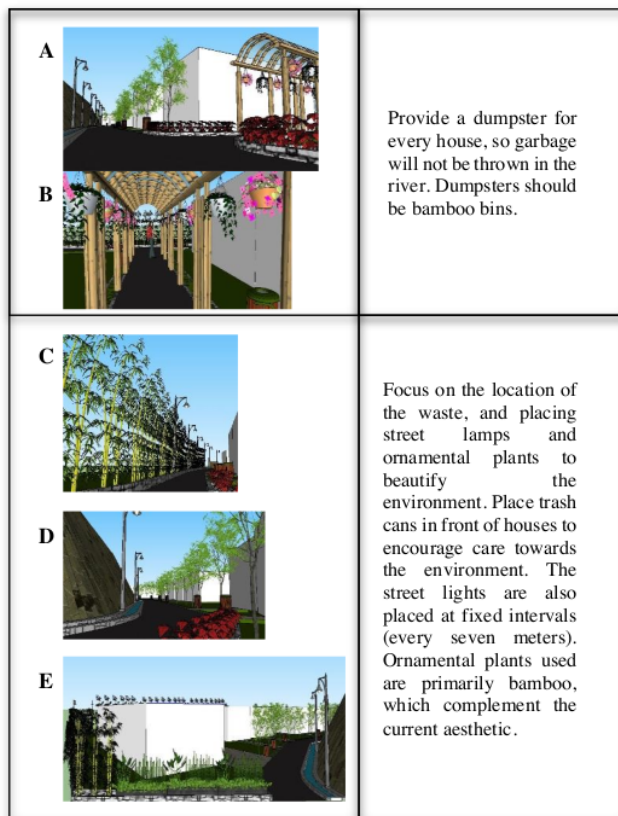 A
B
Provide a dumpster for
every house, so garbage
will not be thrown in the
river. Dumpsters should
be bamboo bins.
C
D
E
Focus on the location of
the waste, and placing
street lamps and
ornamental plants to
beautify the
environment. Place trash
cans in front of houses to
encourage care towards
the environment. The
street lights are also
placed at fixed intervals
(every seven meters).
Ornamental plants used
are primarily bamboo,
which complement the
current aesthetic.